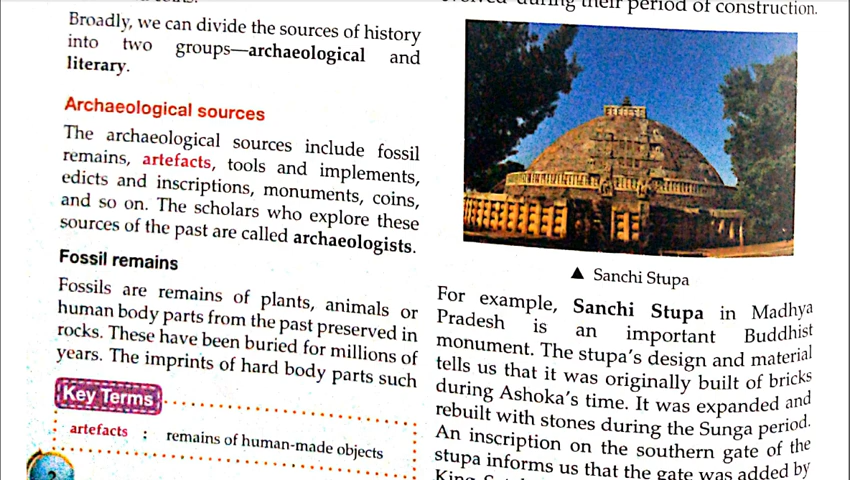 Broadly, we can divide the sources of history
into two groups—archaeological and
literary.
Archaeological sources
The archaeological sources include fossil
remains, artefacts, tools and implements,
edicts and inscriptions, monuments, coins,
and so on. The scholars who explore these
sources of the past are called archaeologists.
Fossil remains
Fossils are remains of plants, animals or
human body parts from the past preserved in
rocks. These have been buried for millions of
years. The imprints of hard body parts such
Key Terms
artefacts : remains of human-made objects
during their period of construction.
▲ Sanchi Stupa
For example, Sanchi Stupa in Madhya
Pradesh is an important Buddhist
monument. The stupa's design and material
tells us that it was originally built of bricks
during Ashoka's time. It was expanded and
rebuilt with stones during the Sunga period.
An inscription on the southern gate of the
stupa informs us that the gate was added by
King